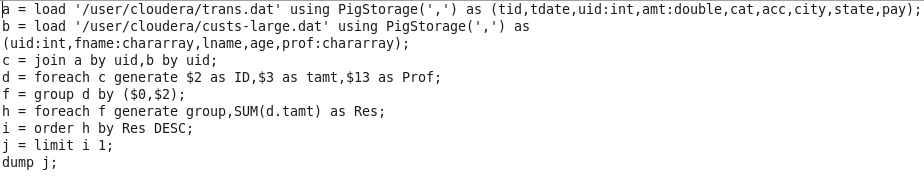 a = load '/user/cloudera/trans.dat' using PigStorage(',') as (tid,tdate,uid:int,amt:double,cat,acc,city,state,pay);
b = load '/user/cloudera/custs-large.dat' using PigStorage(',') as
(uid:int,fname:chararray,lname,age,prof:chararray);
c = join a by uid,b by uid;
d = foreach c generate $2 as ID,$3 as tamt,$13 as Prof;
f = group d by ($0,$2);
h = foreach f generate group,SUM(d.tamt) as Res;
i = order h by Res DESC;
j = limit i 1;
dump j;